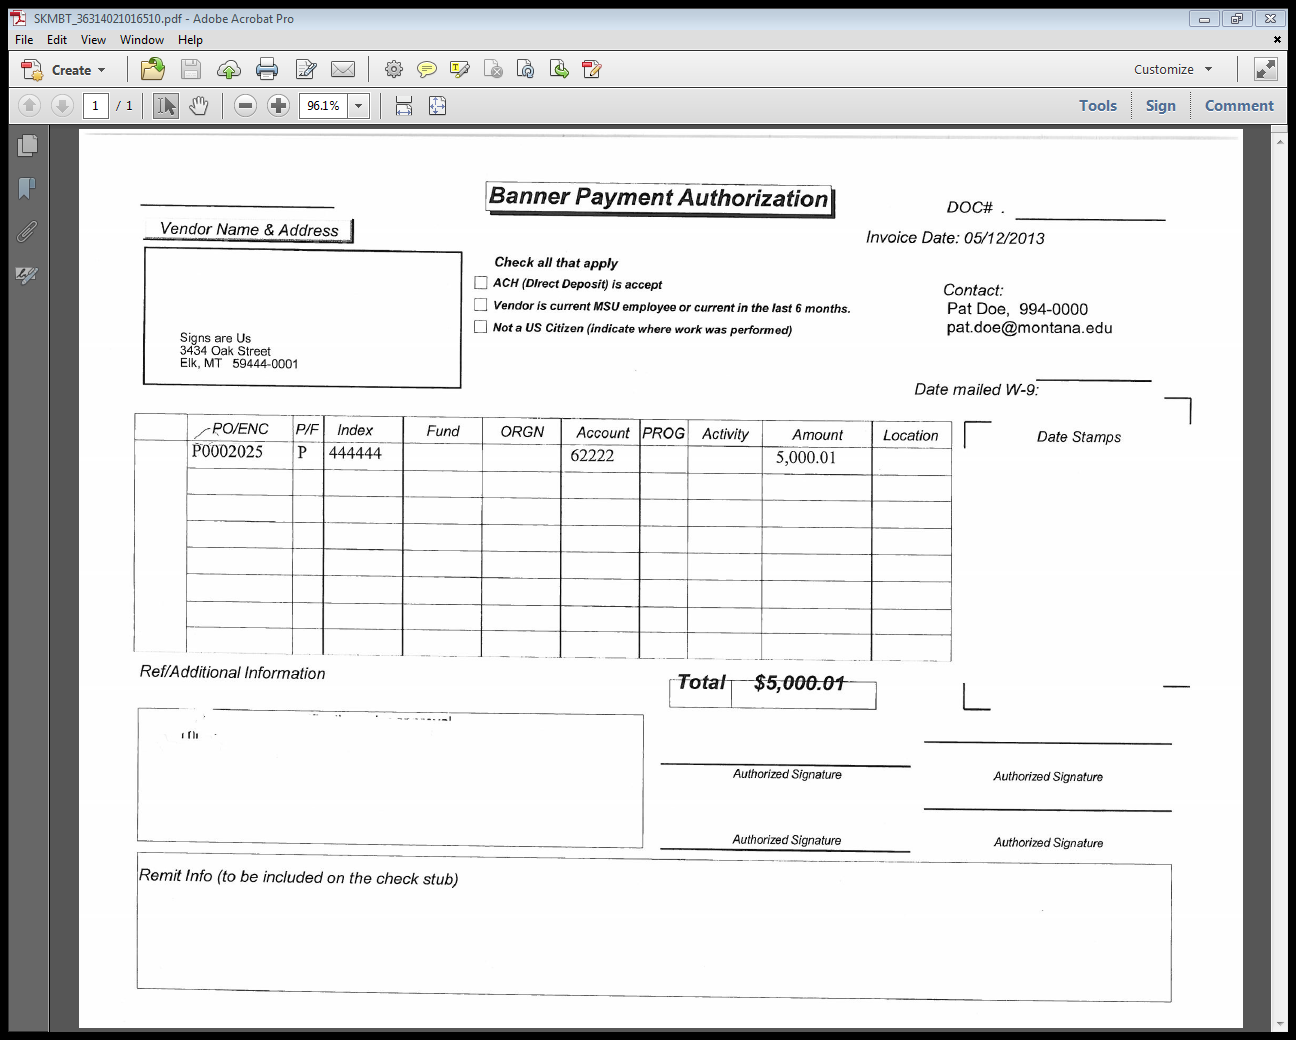 SKMBT_36314021016510.pdf - Adobe Acrobat Pro
File Edit View Window Help
Create Customize
1 / 1 96.1% Tools Sign Comment
Banner Payment Authorization
DOC# .
Vendor Name & Address
Invoice Date: 05/12/2013
Check all that apply
ACH (DIrect Deposit) is accept
Vendor is current MSU employee or current in the last 6 months.
Not a US Citizen (indicate where work was performed)
Contact:
Pat Doe, 994-0000
pat.doe@montana.edu
Signs are Us
3434 Oak Street
Elk, MT 59444-0001
Date mailed W-9:
PO/ENC P/F Index Fund ORGN Account PROG Activity Amount Location
P0002025 P 444444 62222 5,000.01
Date Stamps
Ref/Additional Information
Total $5,000.01
Authorized Signature Authorized Signature
Authorized Signature Authorized Signature
Remit Info (to be included on the check stub)